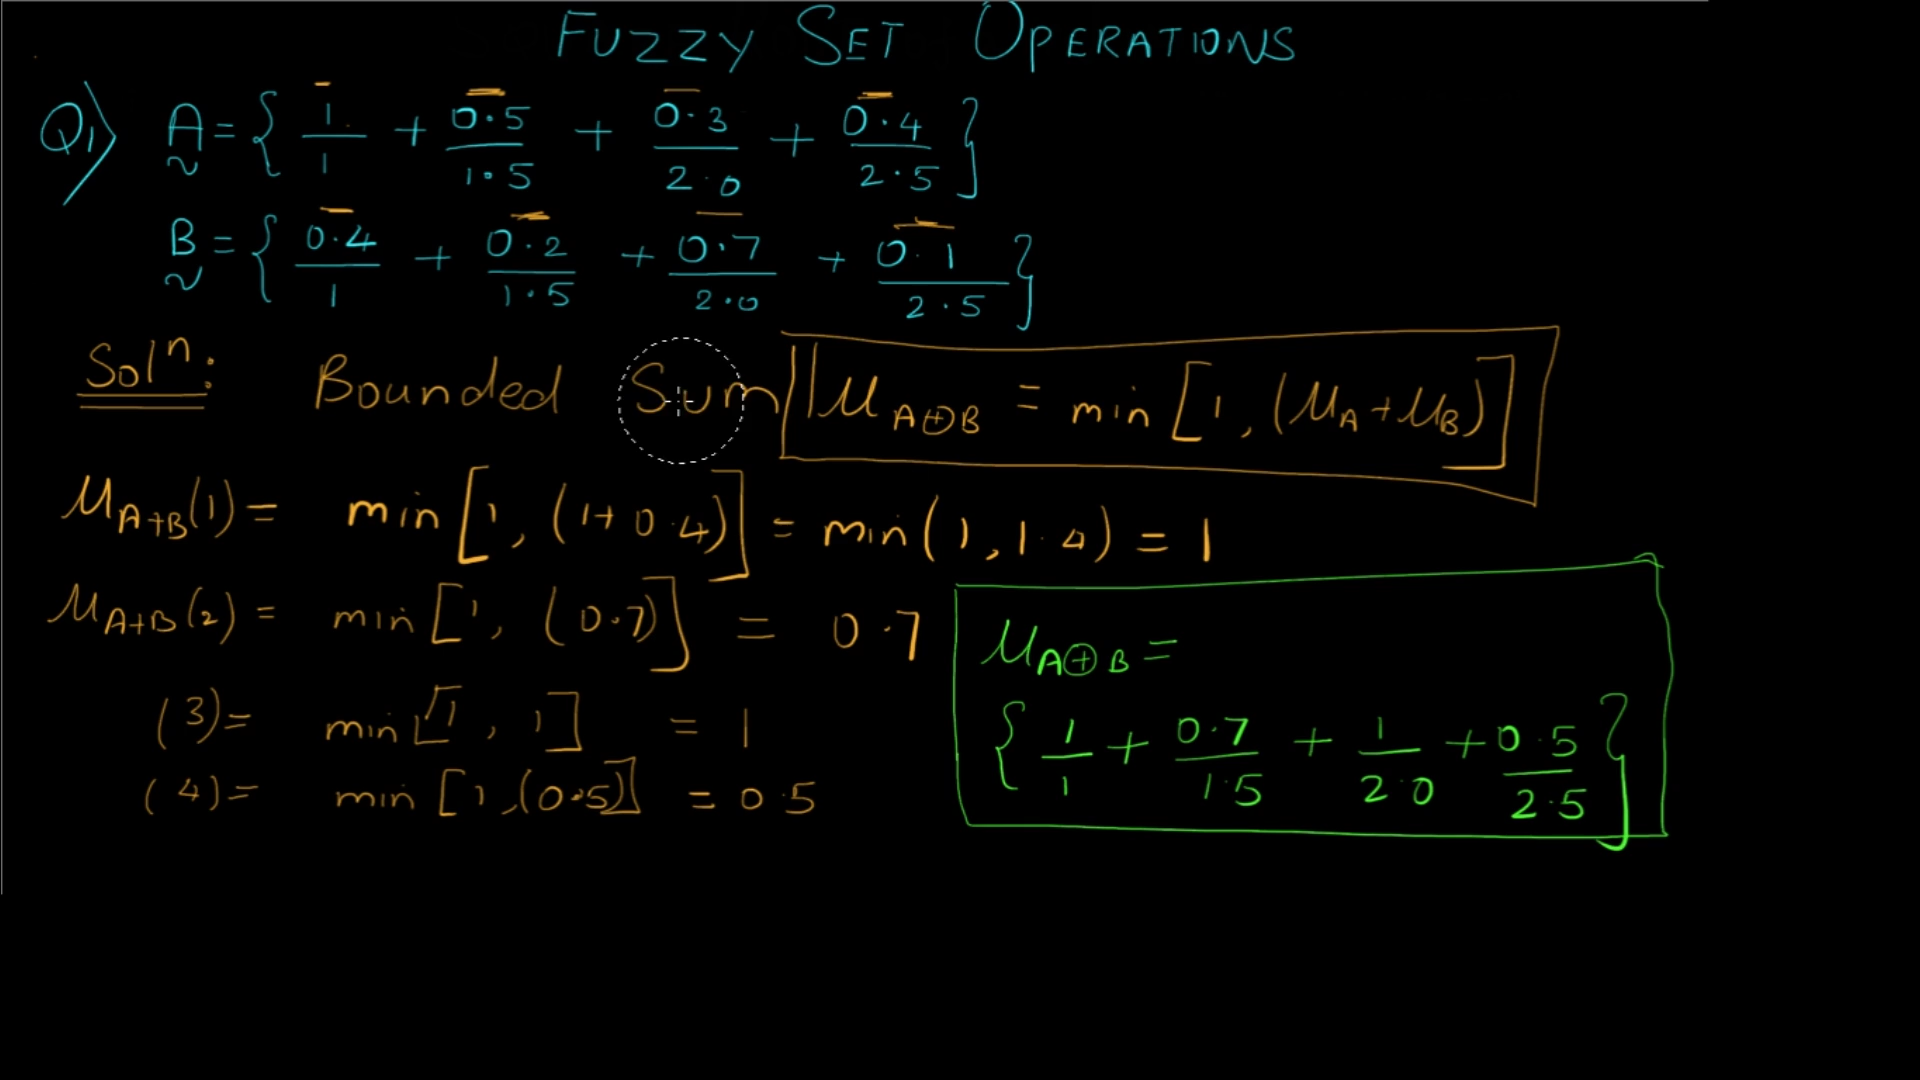 FUZZY SET OPERATIONS
Q1) A = { 1/1 + 0.5/1.5 + 0.3/2.0 + 0.4/2.5 }
~
B = { 0.4/1 + 0.2/1.5 + 0.7/2.0 + 0.1/2.5 }
~
Solⁿ: Bounded Sum || μA⊕B = min [1, (μA+μB)]
μA+B(1) = min [1, (1+0.4)] = min(1, 1.4) = 1
μA+B(2) = min [1, (0.7)] = 0.7
(3) = min [1, 1] = 1
(4) = min [1, (0.5)] = 0.5
μA⊕B =
{ 1/1 + 0.7/1.5 + 1/2.0 + 0.5/2.5 }